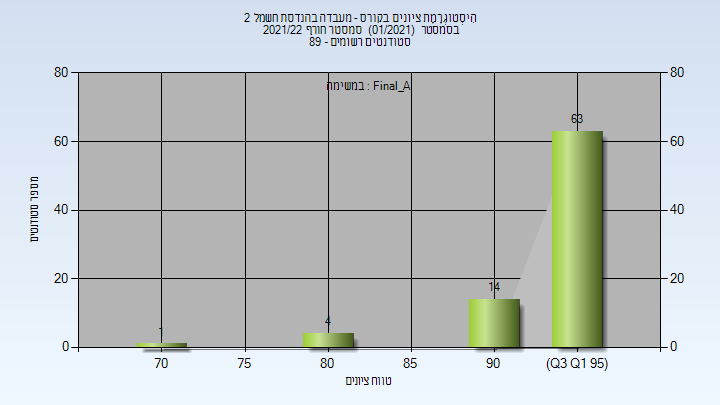 היסטוגרמת ציונים בקורס - מעבדה בהנדסת חשמל 2
בסמסטר (01/2021) סמסטר חורף 2021/22
סטודנטים רשומים - 89
במשימה : Final_A
מספר סטודנטים
80
60
40
20
0
80
60
40
20
0
1
4
14
63
70
75
80
85
90
(Q3 Q1 95)
טווח ציונים